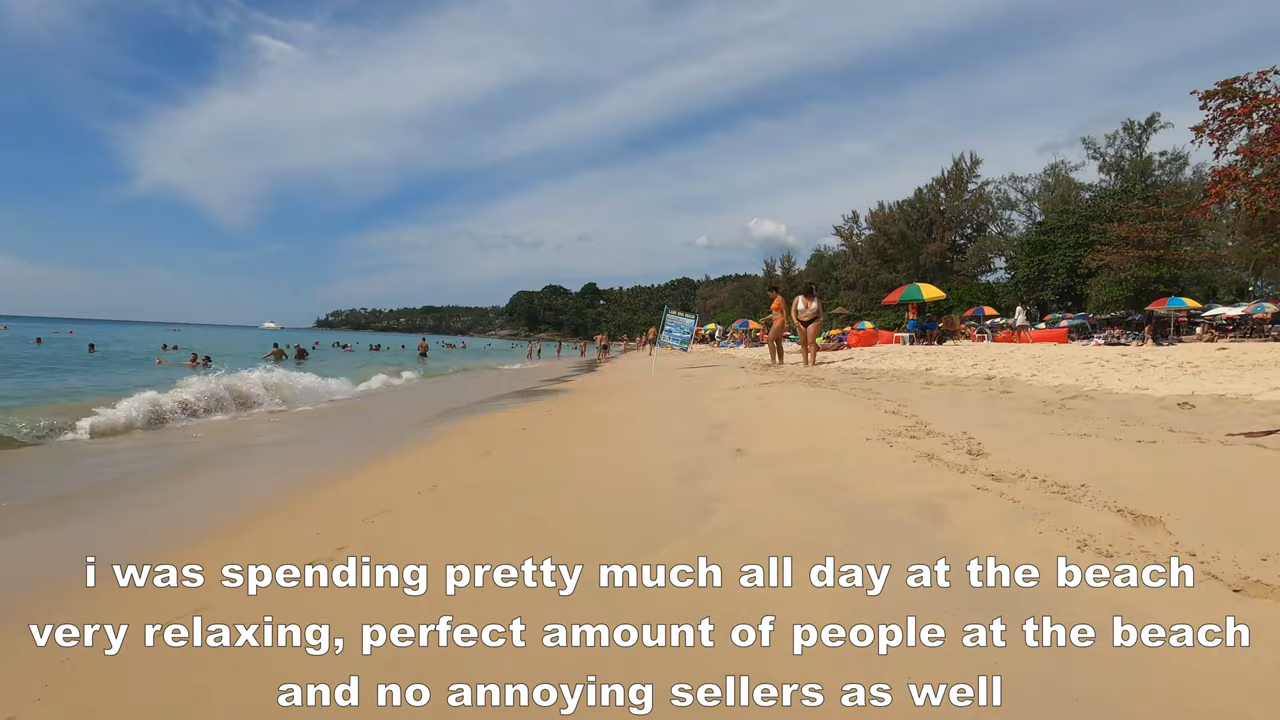 i was spending pretty much all day at the beach
very relaxing, perfect amount of people at the beach
and no annoying sellers as well